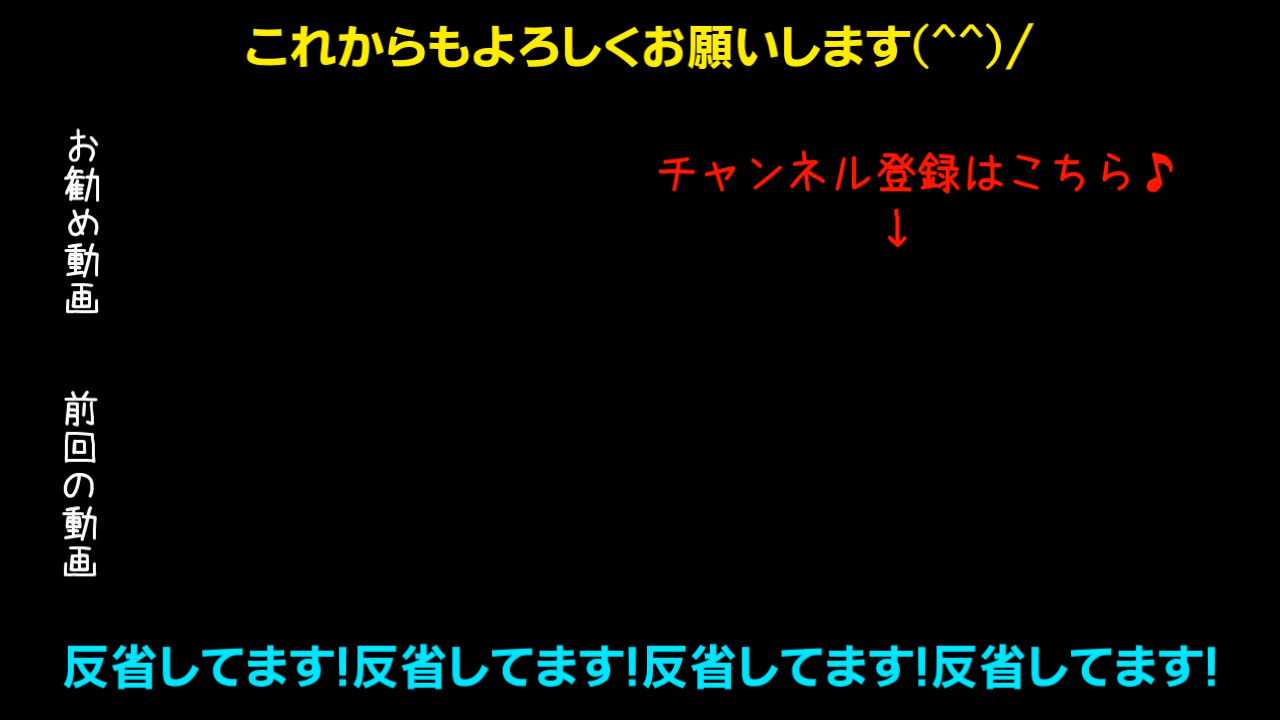 これからもよろしくお願いします(^^)/
チャンネル登録はこちら♪
↓
お勧め動画
前回の動画
反省してます!反省してます!反省してます!反省してます!